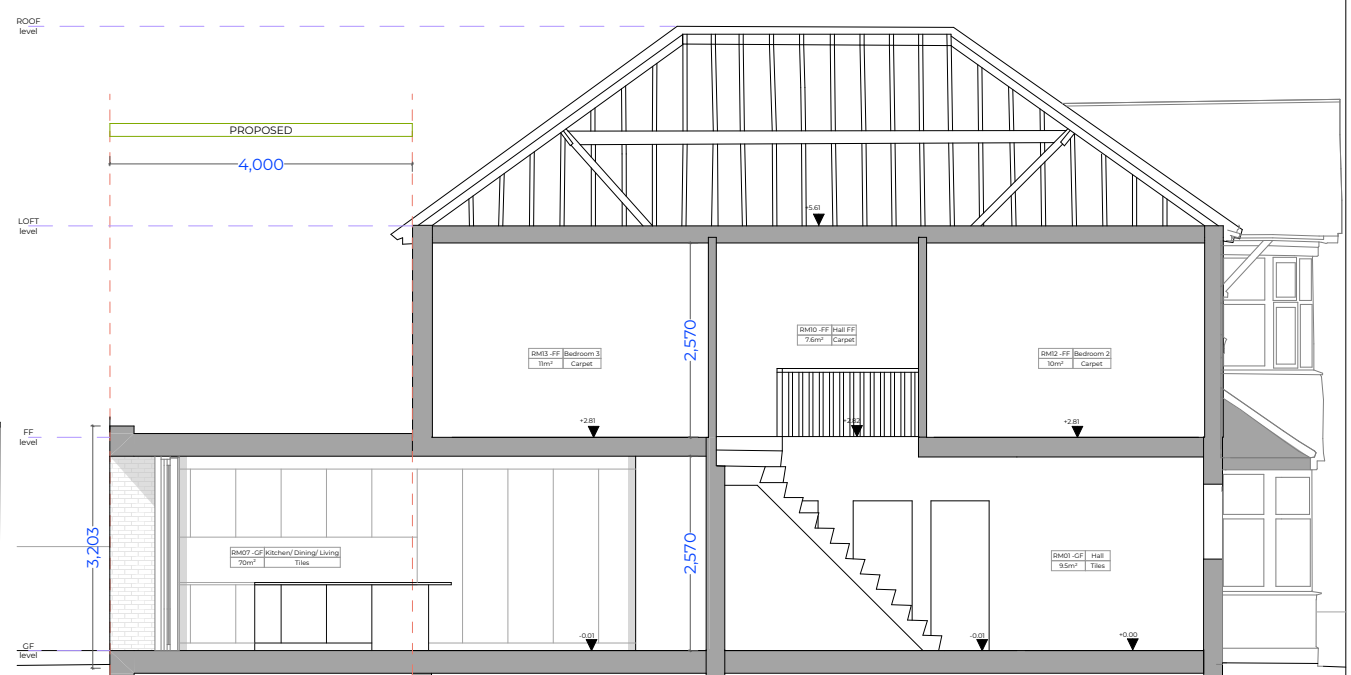 ROOF
level
PROPOSED
4,000
LOFT
level
+5.61
2,570
RM13 -FF Bedroom 3
11m² Carpet
RM10 -FF Hall FF
7.6m² Carpet
RM12 -FF Bedroom 2
10m² Carpet
FF
level
+2.81
+2.81
3,203
2,570
RM07 -GF Kitchen/ Dining/ Living
70m² Tiles
RM01 -GF Hall
9.5m² Tiles
GF
level
-0.01
-0.01
+0.00